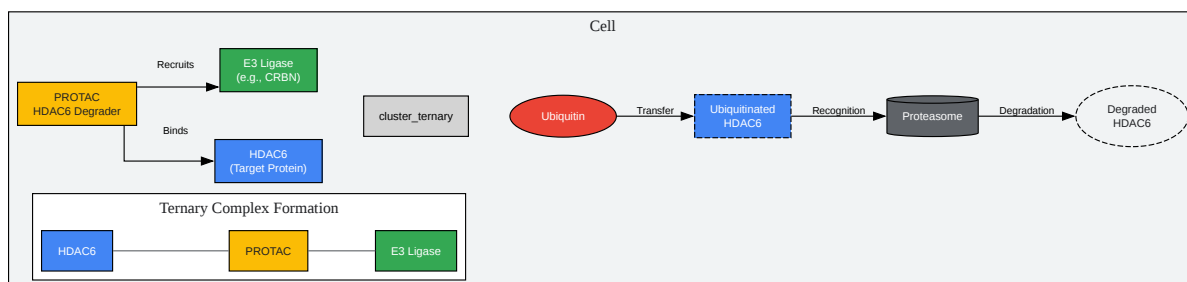 Cell
Recruits
E3 Ligase
(e.g., CRBN)
PROTAC
HDAC6 Degrader
Binds
HDAC6
(Target Protein)
cluster_ternary
Ubiquitin
Transfer
Ubiquitinated
HDAC6
Recognition
Proteasome
Degradation
Degraded
HDAC6
Ternary Complex Formation
HDAC6
PROTAC
E3 Ligase